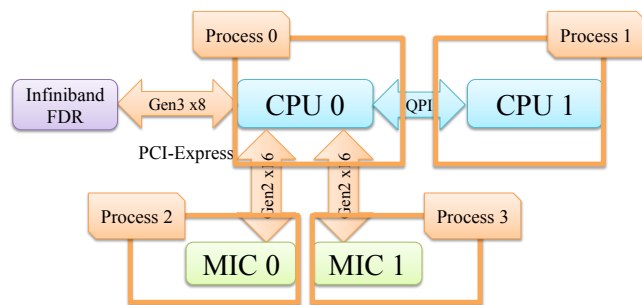 Process 0
Process 1
Infiniband
FDR
Gen3 x8
CPU 0
QPI
CPU 1
PCI-Express
Gen2 x16
Gen2 x16
Process 2
Process 3
MIC 0
MIC 1